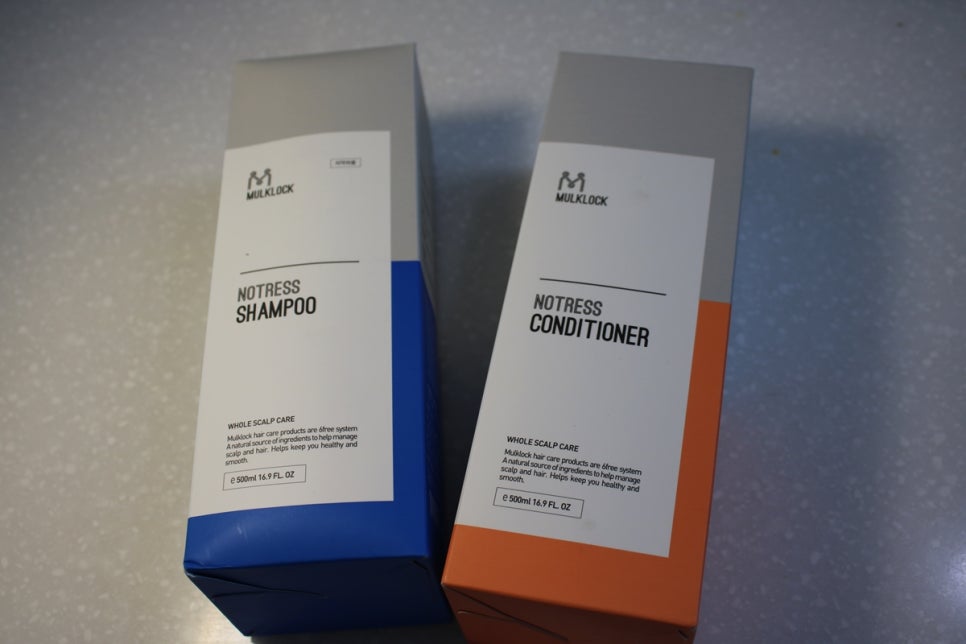 MULKLOCK
NOTRESS
SHAMPOO
WHOLE SCALP CARE
Mulklock hair care products are 6free system
A natural source of ingredients to help manage
scalp and hair. Helps keep you healthy and
smooth.
e 500ml 16.9 FL. OZ
MULKLOCK
NOTRESS
CONDITIONER
WHOLE SCALP CARE
Mulklock hair care products are 6free system
A natural source of ingredients to help manage
scalp and hair. Helps keep you healthy and
smooth.
e 500ml 16.9 FL. OZ